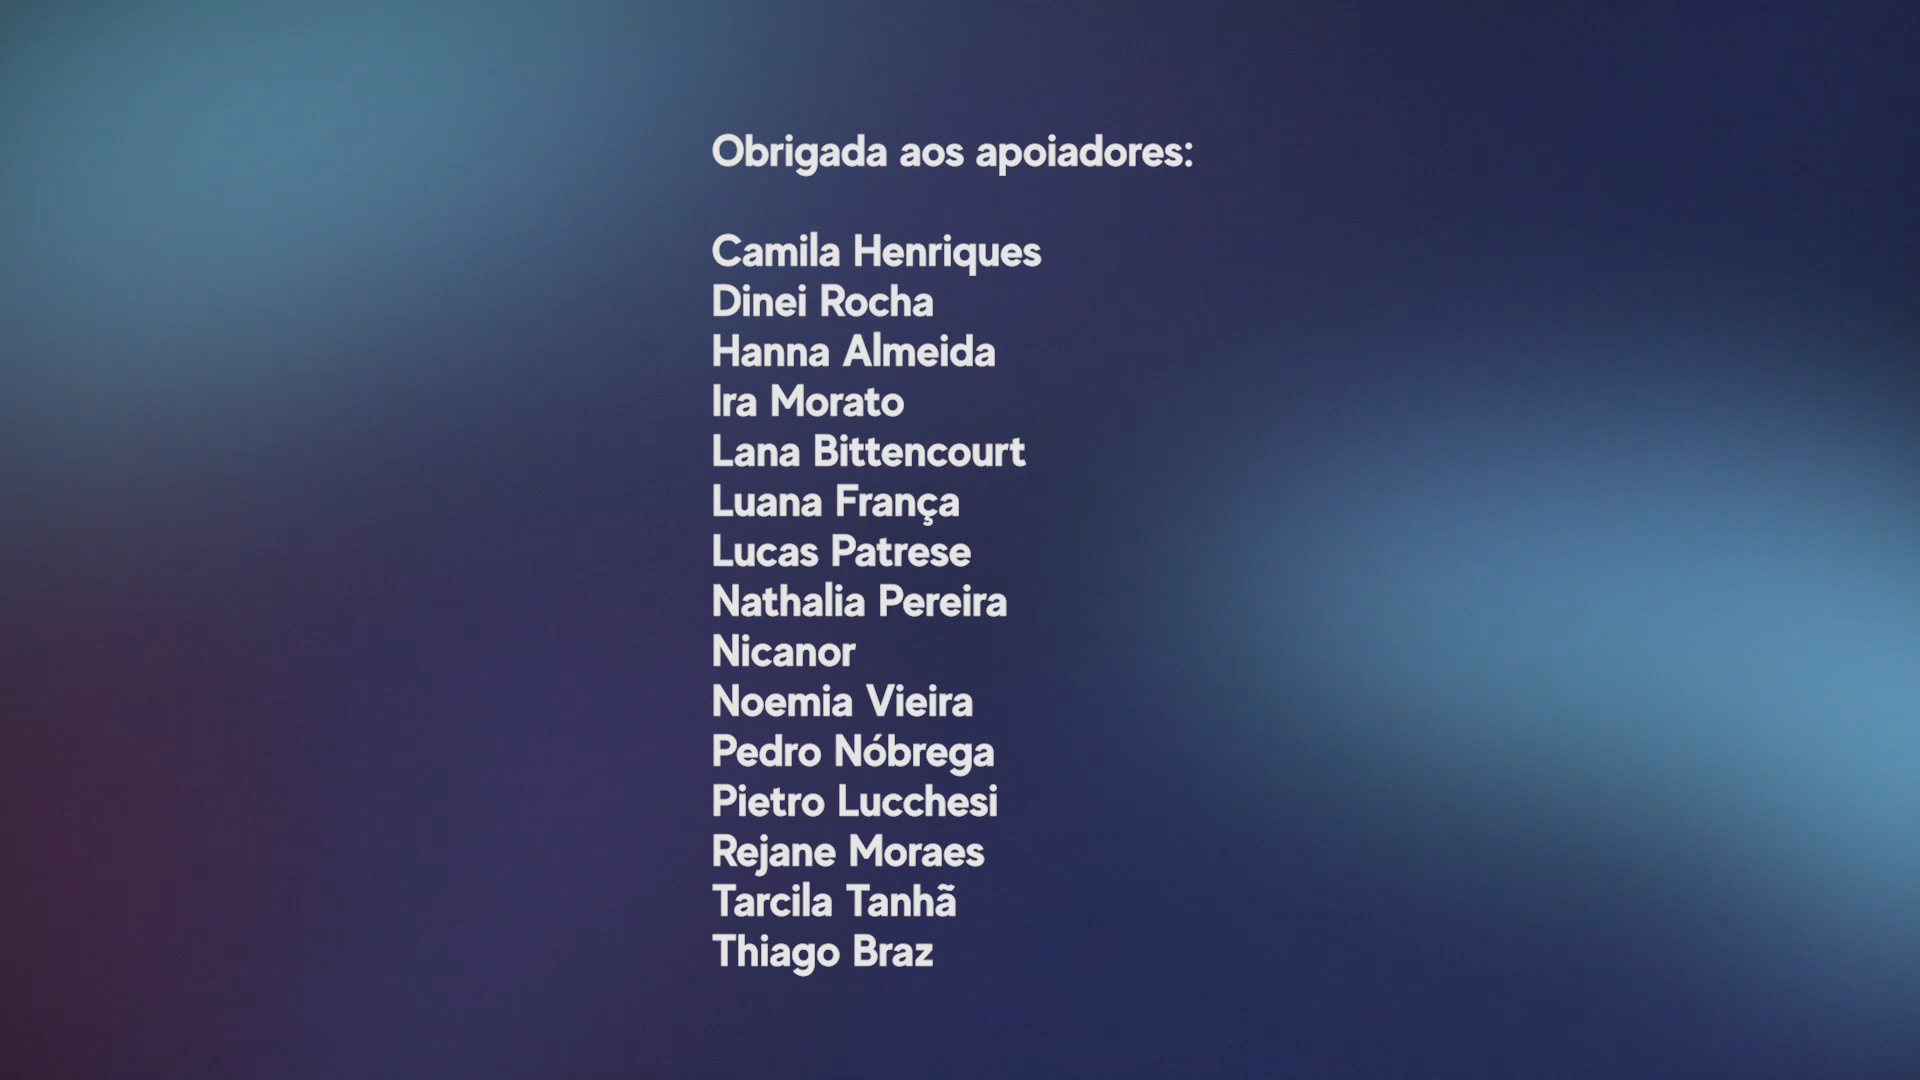 Obrigada aos apoiadores:
Camila Henriques
Dinei Rocha
Hanna Almeida
Ira Morato
Lana Bittencourt
Luana França
Lucas Patrese
Nathalia Pereira
Nicanor
Noemia Vieira
Pedro Nóbrega
Pietro Lucchesi
Rejane Moraes
Tarcila Tanhã
Thiago Braz